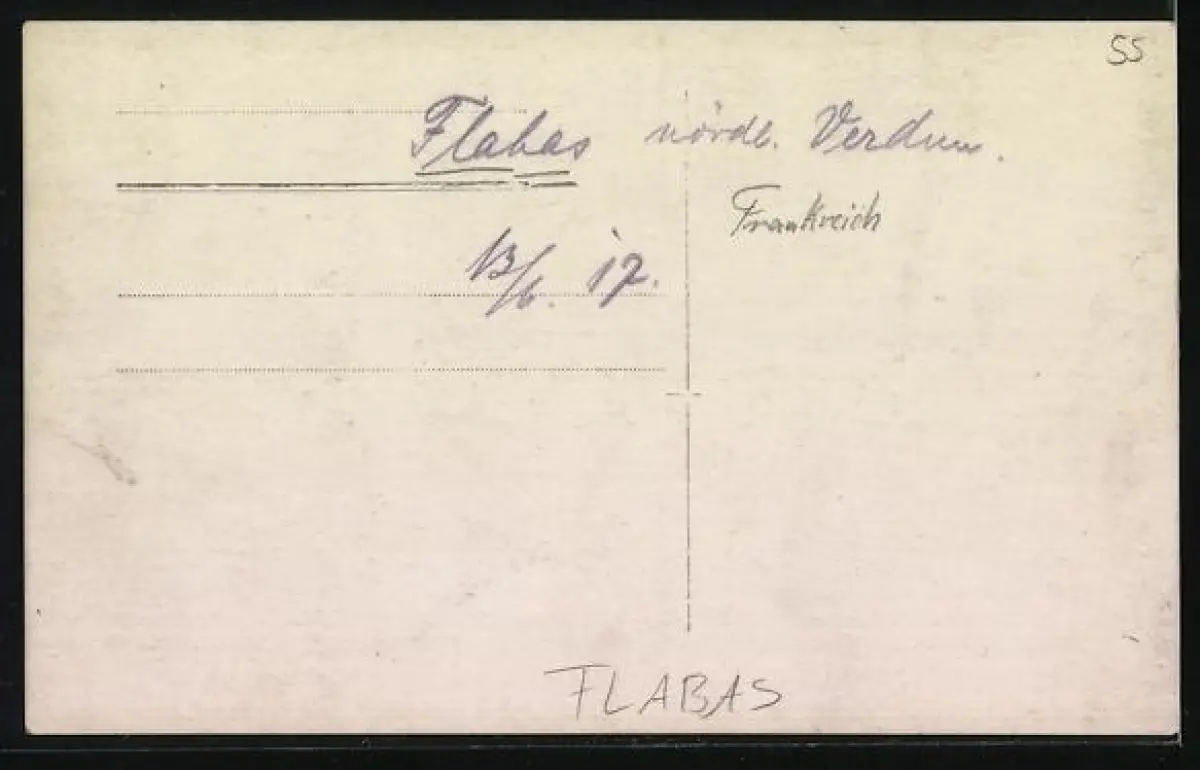 55
Flabas nördl. Verdun.
Frankreich
13/6. 17.
FLABAS